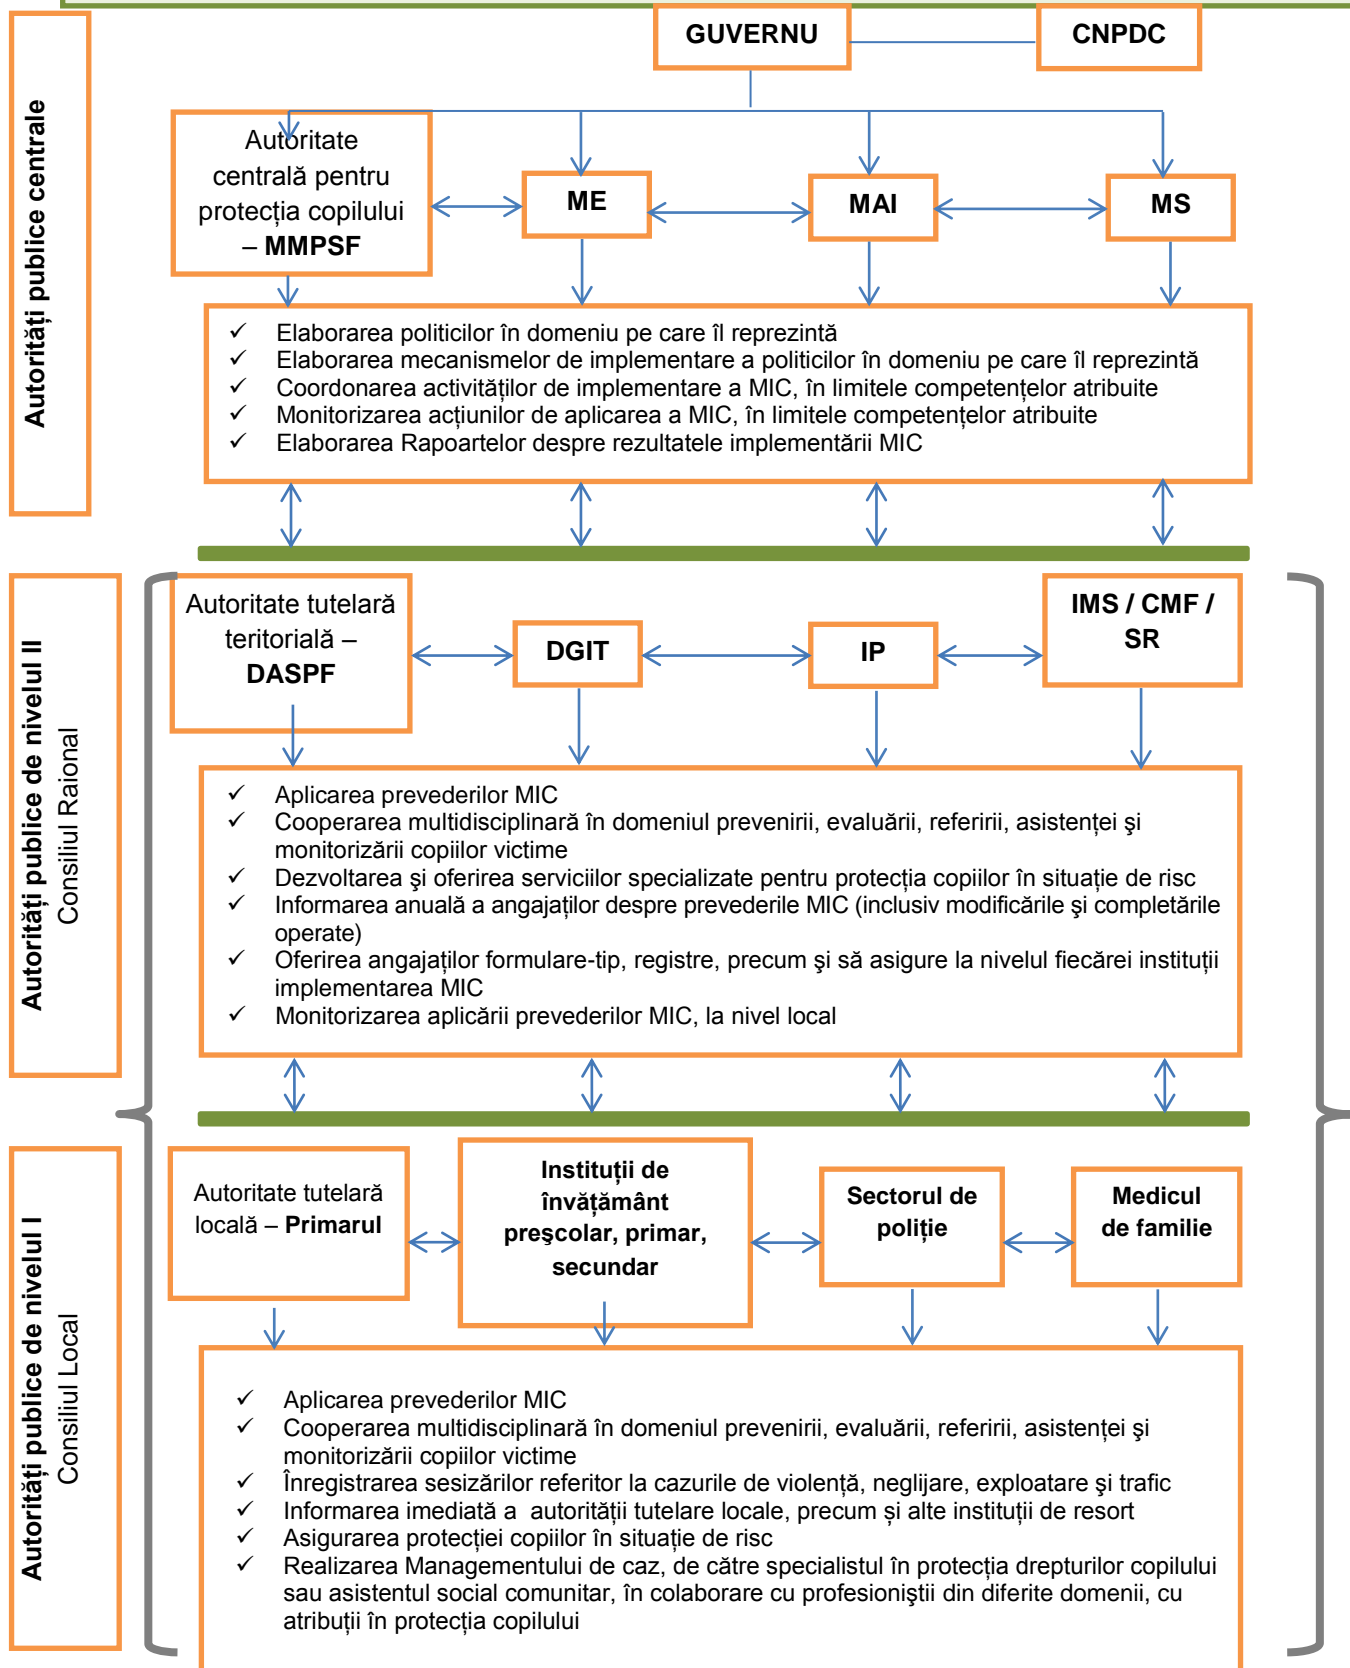 GUVERNU
CNPDC
Autorități publice centrale
Autoritate
centrală pentru
protecția copilului
– MMPSF
ME
MAI
MS
✓ Elaborarea politicilor în domeniu pe care îl reprezintă
✓ Elaborarea mecanismelor de implementare a politicilor în domeniu pe care îl reprezintă
✓ Coordonarea activităților de implementare a MIC, în limitele competențelor atribuite
✓ Monitorizarea acțiunilor de aplicarea a MIC, în limitele competențelor atribuite
✓ Elaborarea Rapoartelor despre rezultatele implementării MIC
Autorități publice de nivelul II
Consiliul Raional
Autoritate tutelară
teritorială –
DASPF
DGIT
IP
IMS / CMF /
SR
✓ Aplicarea prevederilor MIC
✓ Cooperarea multidisciplinară în domeniul prevenirii, evaluării, referirii, asistenței şi
monitorizării copiilor victime
✓ Dezvoltarea şi oferirea serviciilor specializate pentru protecția copiilor în situație de risc
✓ Informarea anuală a angajaților despre prevederile MIC (inclusiv modificările şi completările
operate)
✓ Oferirea angajaților formulare-tip, registre, precum şi să asigure la nivelul fiecărei instituții
implementarea MIC
✓ Monitorizarea aplicării prevederilor MIC, la nivel local
Autorități publice de nivelul I
Consiliul Local
Autoritate tutelară
locală – Primarul
Instituții de
învățământ
preşcolar, primar,
secundar
Sectorul de
poliție
Medicul
de familie
✓ Aplicarea prevederilor MIC
✓ Cooperarea multidisciplinară în domeniul prevenirii, evaluării, referirii, asistenței şi
monitorizării copiilor victime
✓ Înregistrarea sesizărilor referitor la cazurile de violență, neglijare, exploatare şi trafic
✓ Informarea imediată a autorității tutelare locale, precum și alte instituții de resort
✓ Asigurarea protecției copiilor în situație de risc
✓ Realizarea Managementului de caz, de către specialistul în protecția drepturilor copilului
sau asistentul social comunitar, în colaborare cu profesioniştii din diferite domenii, cu
atribuții în protecția copilului